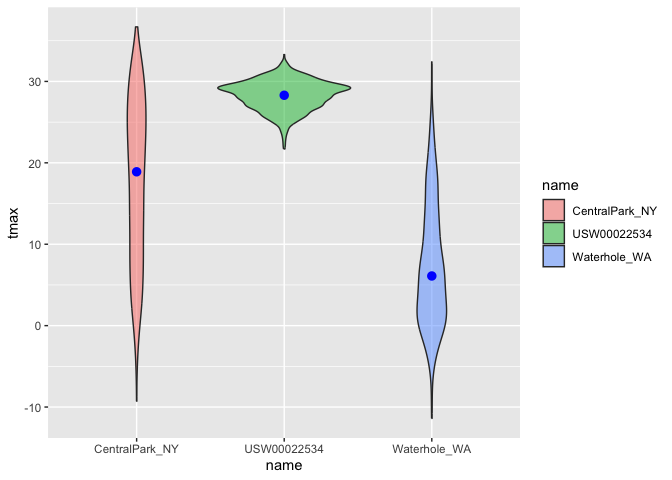 tmax
30
20
10
0
-10
CentralPark_NY
USW00022534
Waterhole_WA
name
name
CentralPark_NY
USW00022534
Waterhole_WA